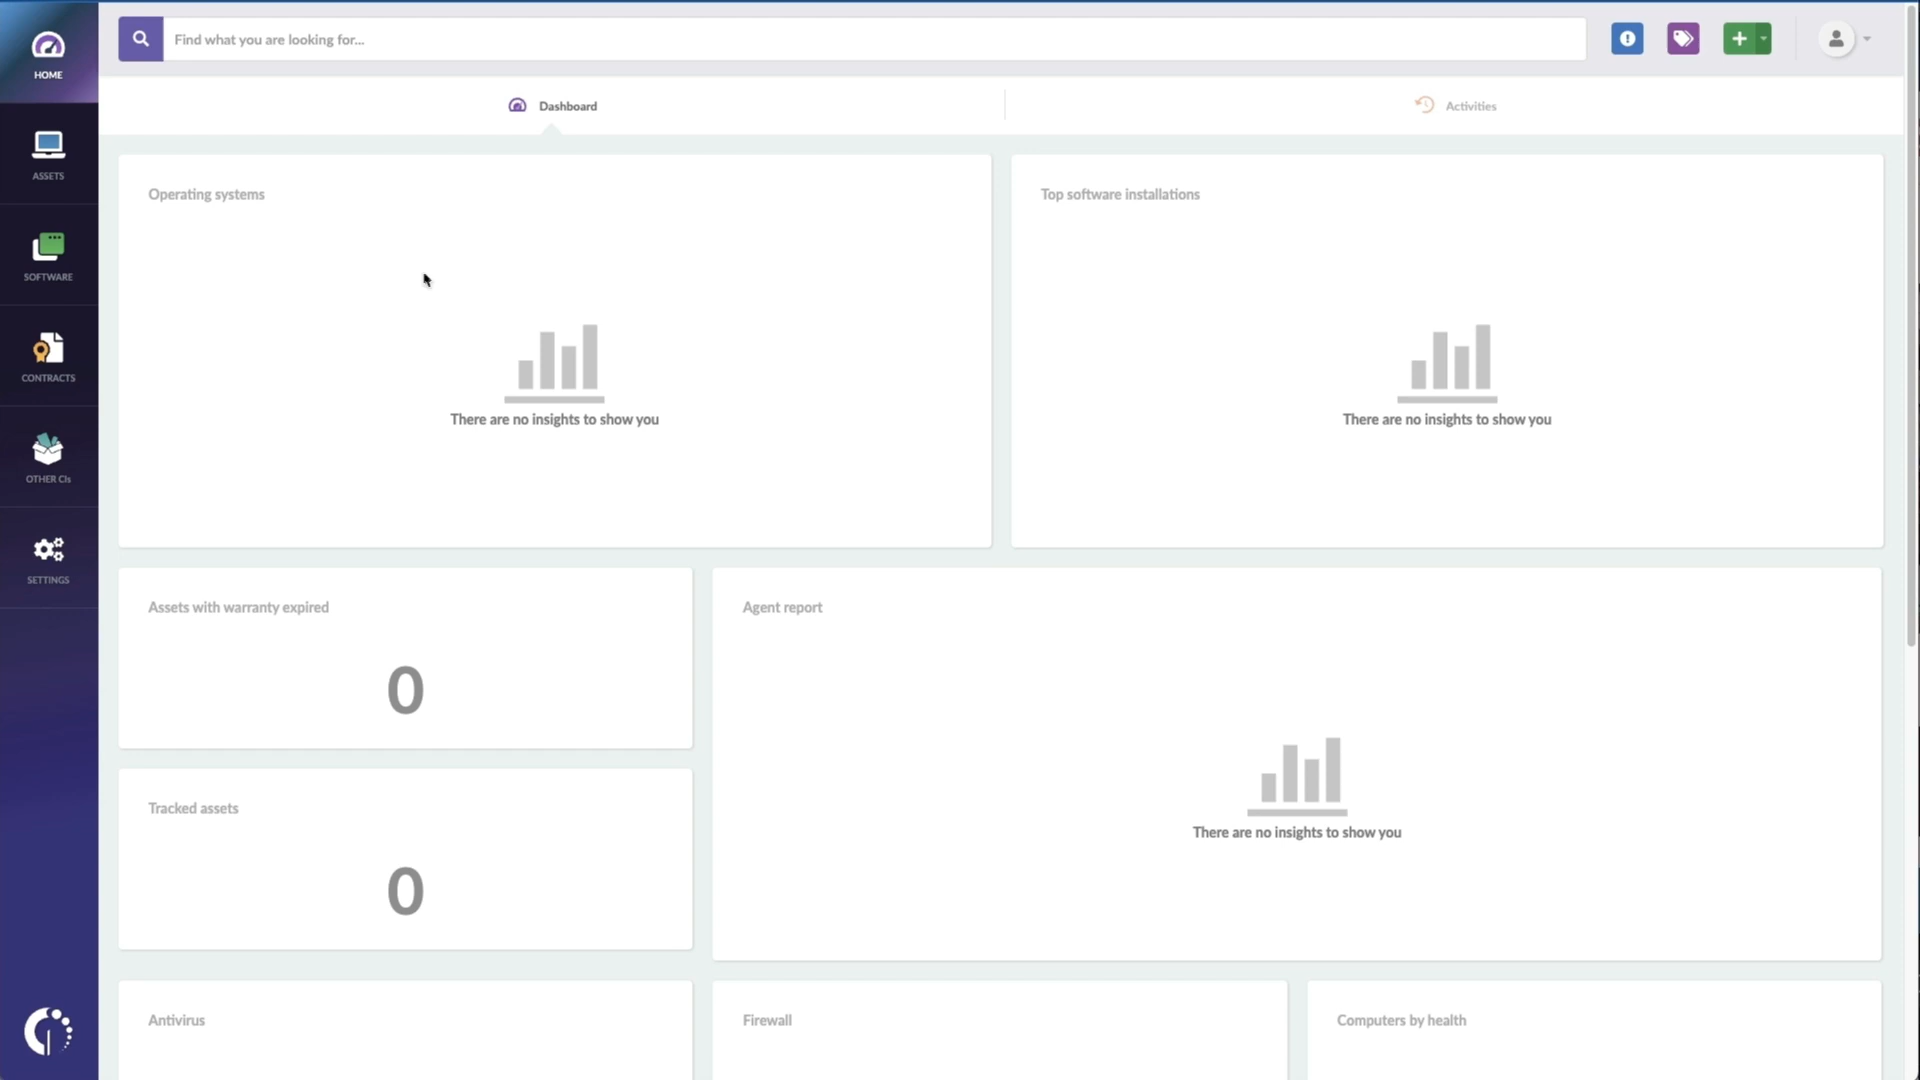 Find what you are looking for...
HOME
Dashboard
Activities
ASSETS
SOFTWARE
CONTRACTS
OTHER CIs
SETTINGS
Operating systems
There are no insights to show you
Top software installations
There are no insights to show you
Assets with warranty expired
0
Agent report
There are no insights to show you
Tracked assets
0
Antivirus
Firewall
Computers by health